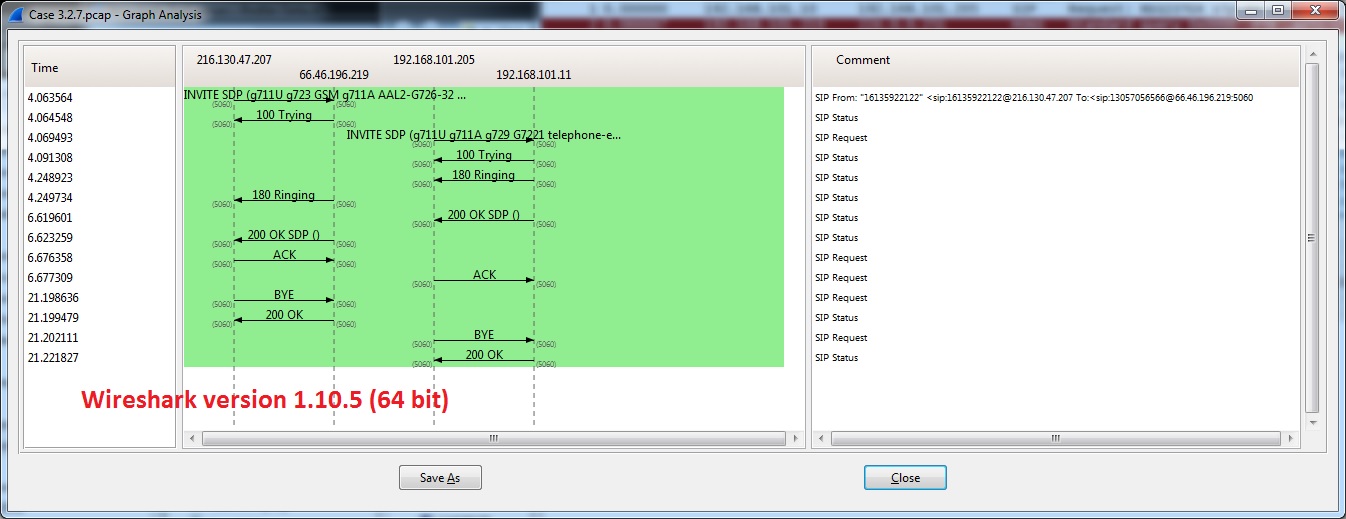 Case 3.2.7.pcap - Graph Analysis
Time
216.130.47.207
66.46.196.219
192.168.101.205
192.168.101.11
Comment
4.063564 INVITE SDP (g711U g723 GSM g711A AAL2-G726-32 ... (5060) (5060) SIP From: "16135922122" <sip:16135922122@216.130.47.207 To:<sip:13057056566@66.46.196.219:5060
4.064548 (5060) 100 Trying (5060) SIP Status
4.069493 INVITE SDP (g711U g711A g729 G7221 telephone-e... (5060) (5060) SIP Request
4.091308 (5060) 100 Trying (5060) SIP Status
4.248923 (5060) 180 Ringing (5060) SIP Status
4.249734 (5060) 180 Ringing (5060) SIP Status
6.619601 (5060) 200 OK SDP () (5060) SIP Status
6.623259 (5060) 200 OK SDP () (5060) SIP Status
6.676358 (5060) ACK (5060) SIP Request
6.677309 (5060) ACK (5060) SIP Request
21.198636 (5060) BYE (5060) SIP Request
21.199479 (5060) 200 OK (5060) SIP Status
21.202111 (5060) BYE (5060) SIP Request
21.221827 (5060) 200 OK (5060) SIP Status
Wireshark version 1.10.5 (64 bit)
Save As
Close